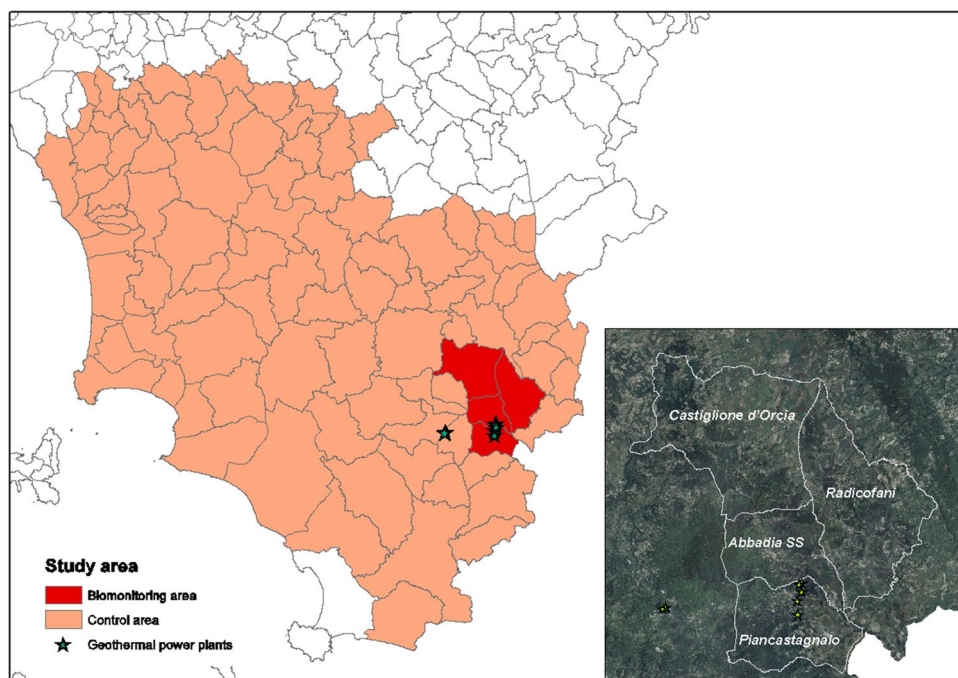 Study area
Biomonitoring area
Control area
Geothermal power plants
Castiglione d'Orcia
Radicofani
Abbadia SS
Piancastagnaio